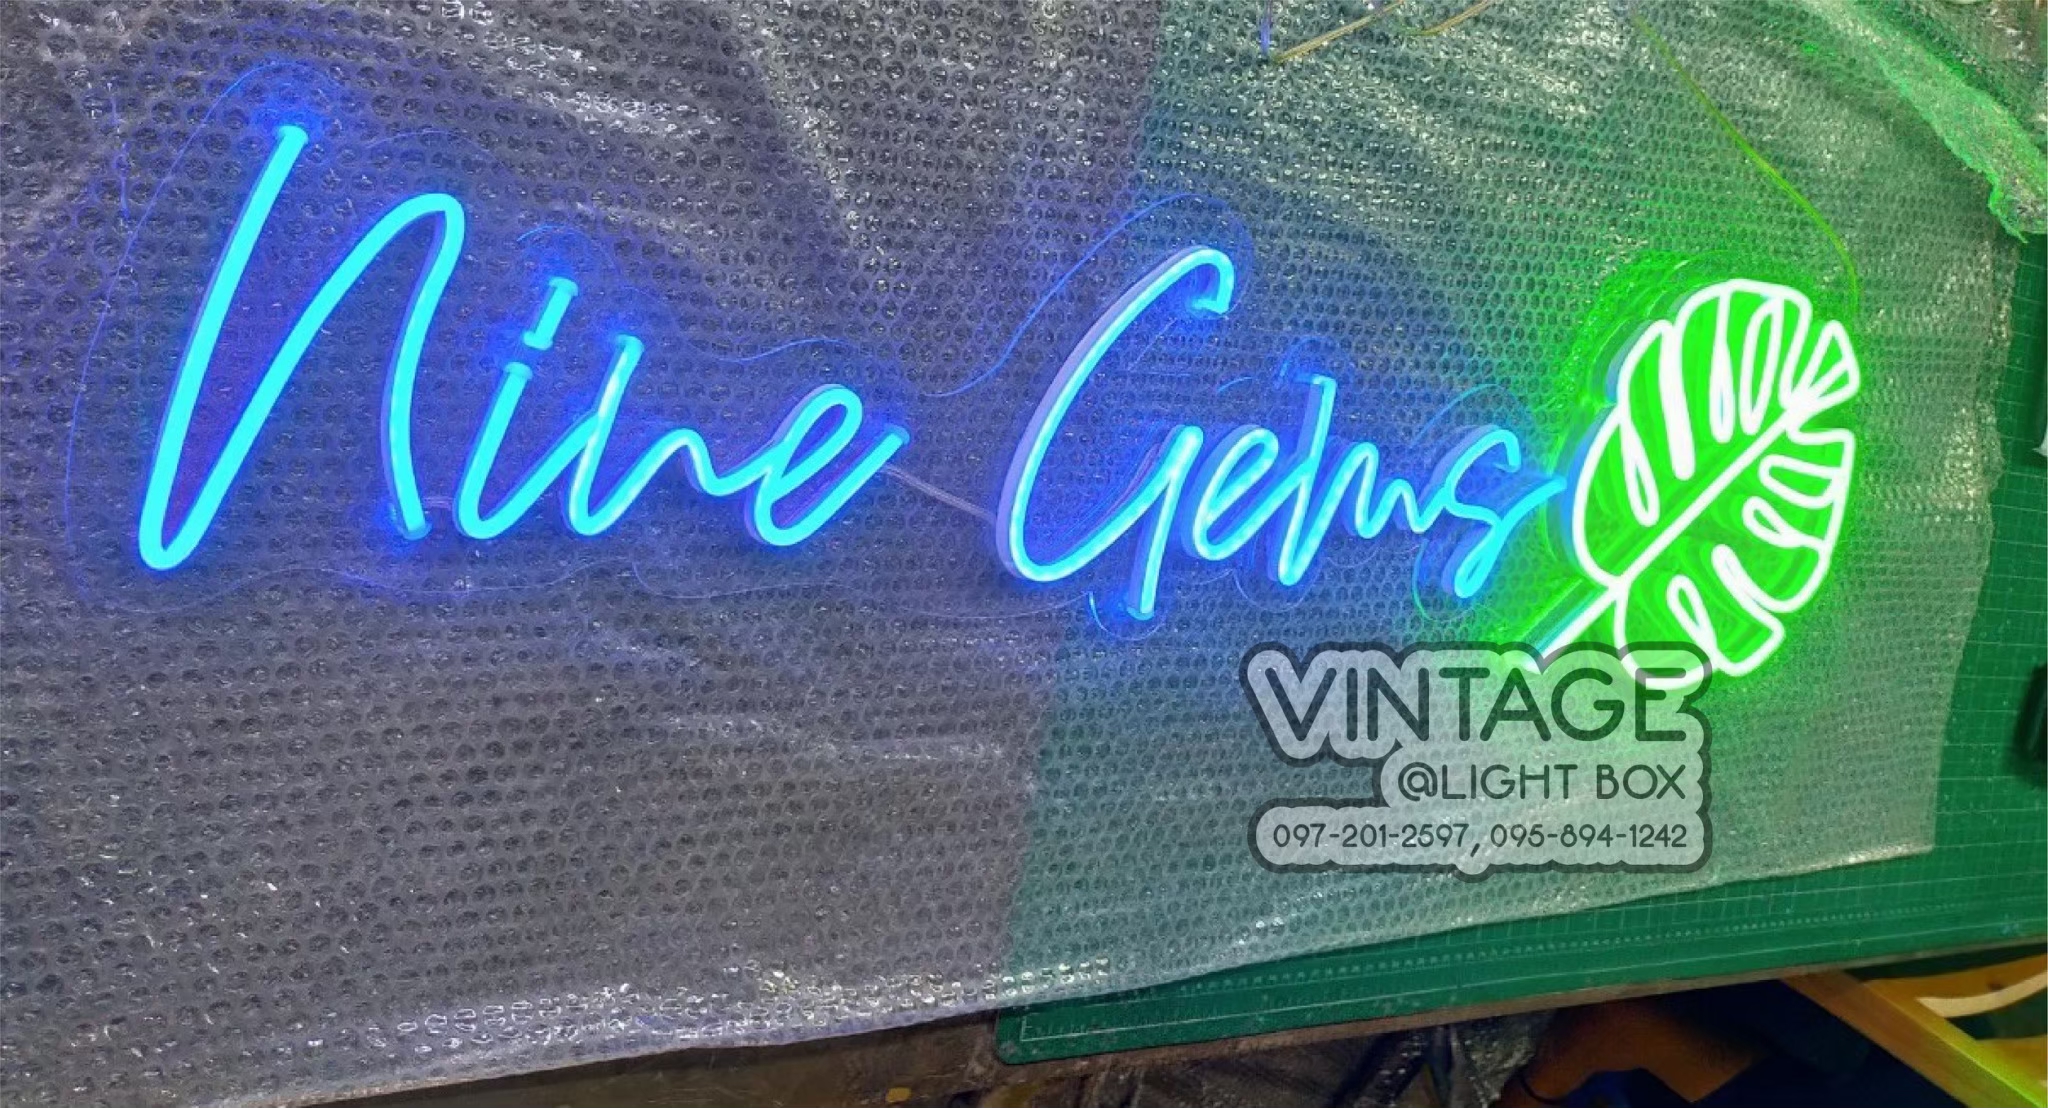 Nine Gems
VINTAGE
@LIGHT BOX
097-201-2597, 095-894-1242